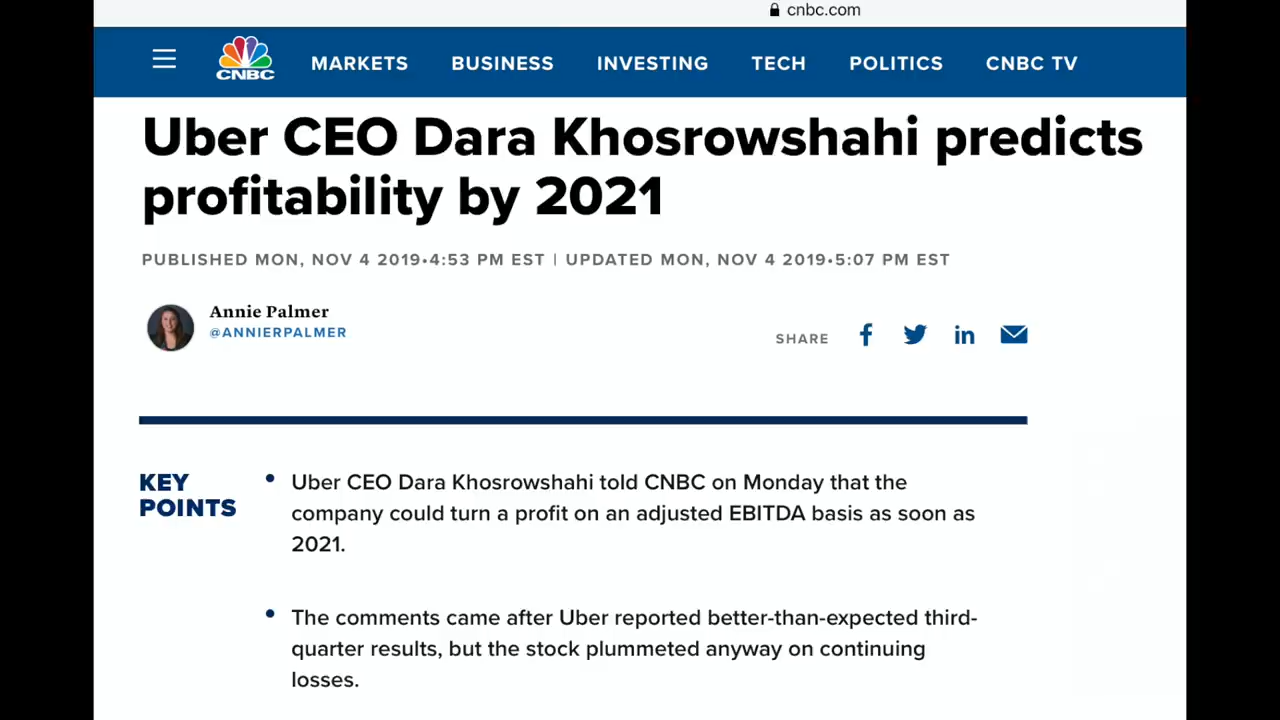 cnbc.com
CNBC MARKETS BUSINESS INVESTING TECH POLITICS CNBC TV
Uber CEO Dara Khosrowshahi predicts
profitability by 2021
PUBLISHED MON, NOV 4 2019•4:53 PM EST | UPDATED MON, NOV 4 2019•5:07 PM EST
Annie Palmer
@ANNIERPALMER
SHARE
KEY
POINTS
• Uber CEO Dara Khosrowshahi told CNBC on Monday that the
company could turn a profit on an adjusted EBITDA basis as soon as
2021.
• The comments came after Uber reported better-than-expected third-
quarter results, but the stock plummeted anyway on continuing
losses.